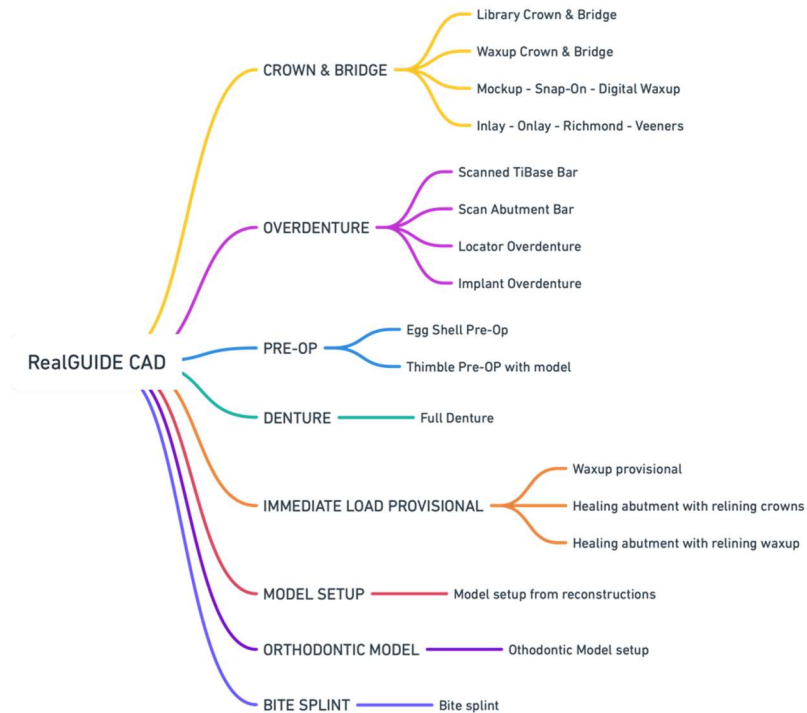 RealGUIDE CAD
CROWN & BRIDGE
Library Crown & Bridge
Waxup Crown & Bridge
Mockup - Snap-On - Digital Waxup
Inlay - Onlay - Richmond - Veeners
OVERDENTURE
Scanned TiBase Bar
Scan Abutment Bar
Locator Overdenture
Implant Overdenture
PRE-OP
Egg Shell Pre-Op
Thimble Pre-OP with model
DENTURE
Full Denture
IMMEDIATE LOAD PROVISIONAL
Waxup provisional
Healing abutment with relining crowns
Healing abutment with relining waxup
MODEL SETUP
Model setup from reconstructions
ORTHODONTIC MODEL
Othodontic Model setup
BITE SPLINT
Bite splint